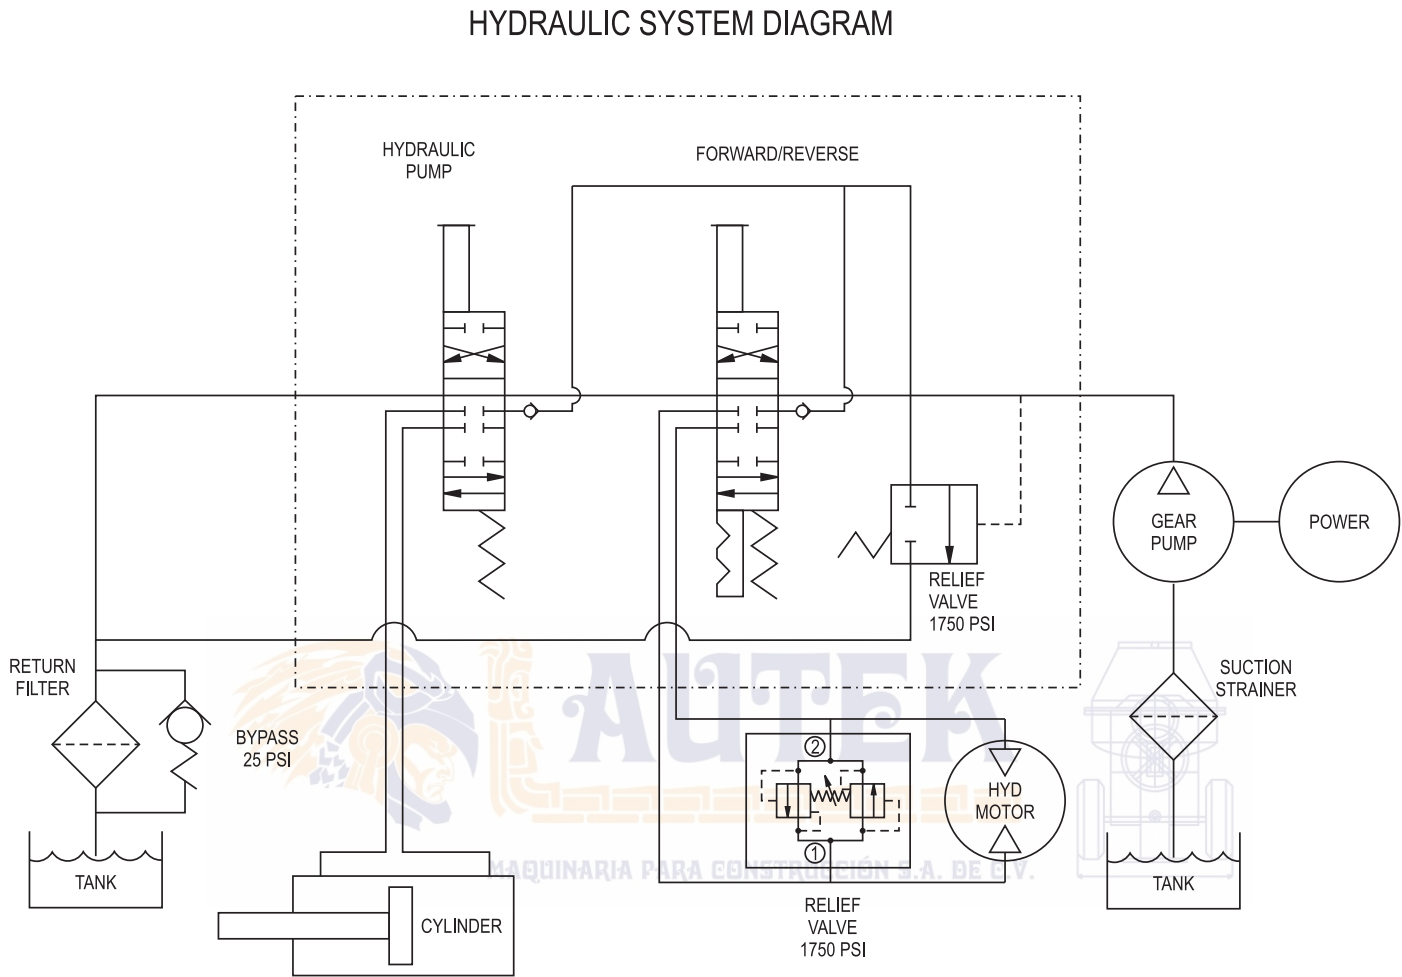 HYDRAULIC SYSTEM DIAGRAM
HYDRAULIC
PUMP
FORWARD/REVERSE
GEAR
PUMP
POWER
RELIEF
VALVE
1750 PSI
RETURN
FILTER
BYPASS
25 PSI
SUCTION
STRAINER
LAUTEK
2
HYD
MOTOR
1
MAQUINARIA PARA CONSTRUCCIÓN S.A. DE C.V.
TANK
TANK
CYLINDER
RELIEF
VALVE
1750 PSI